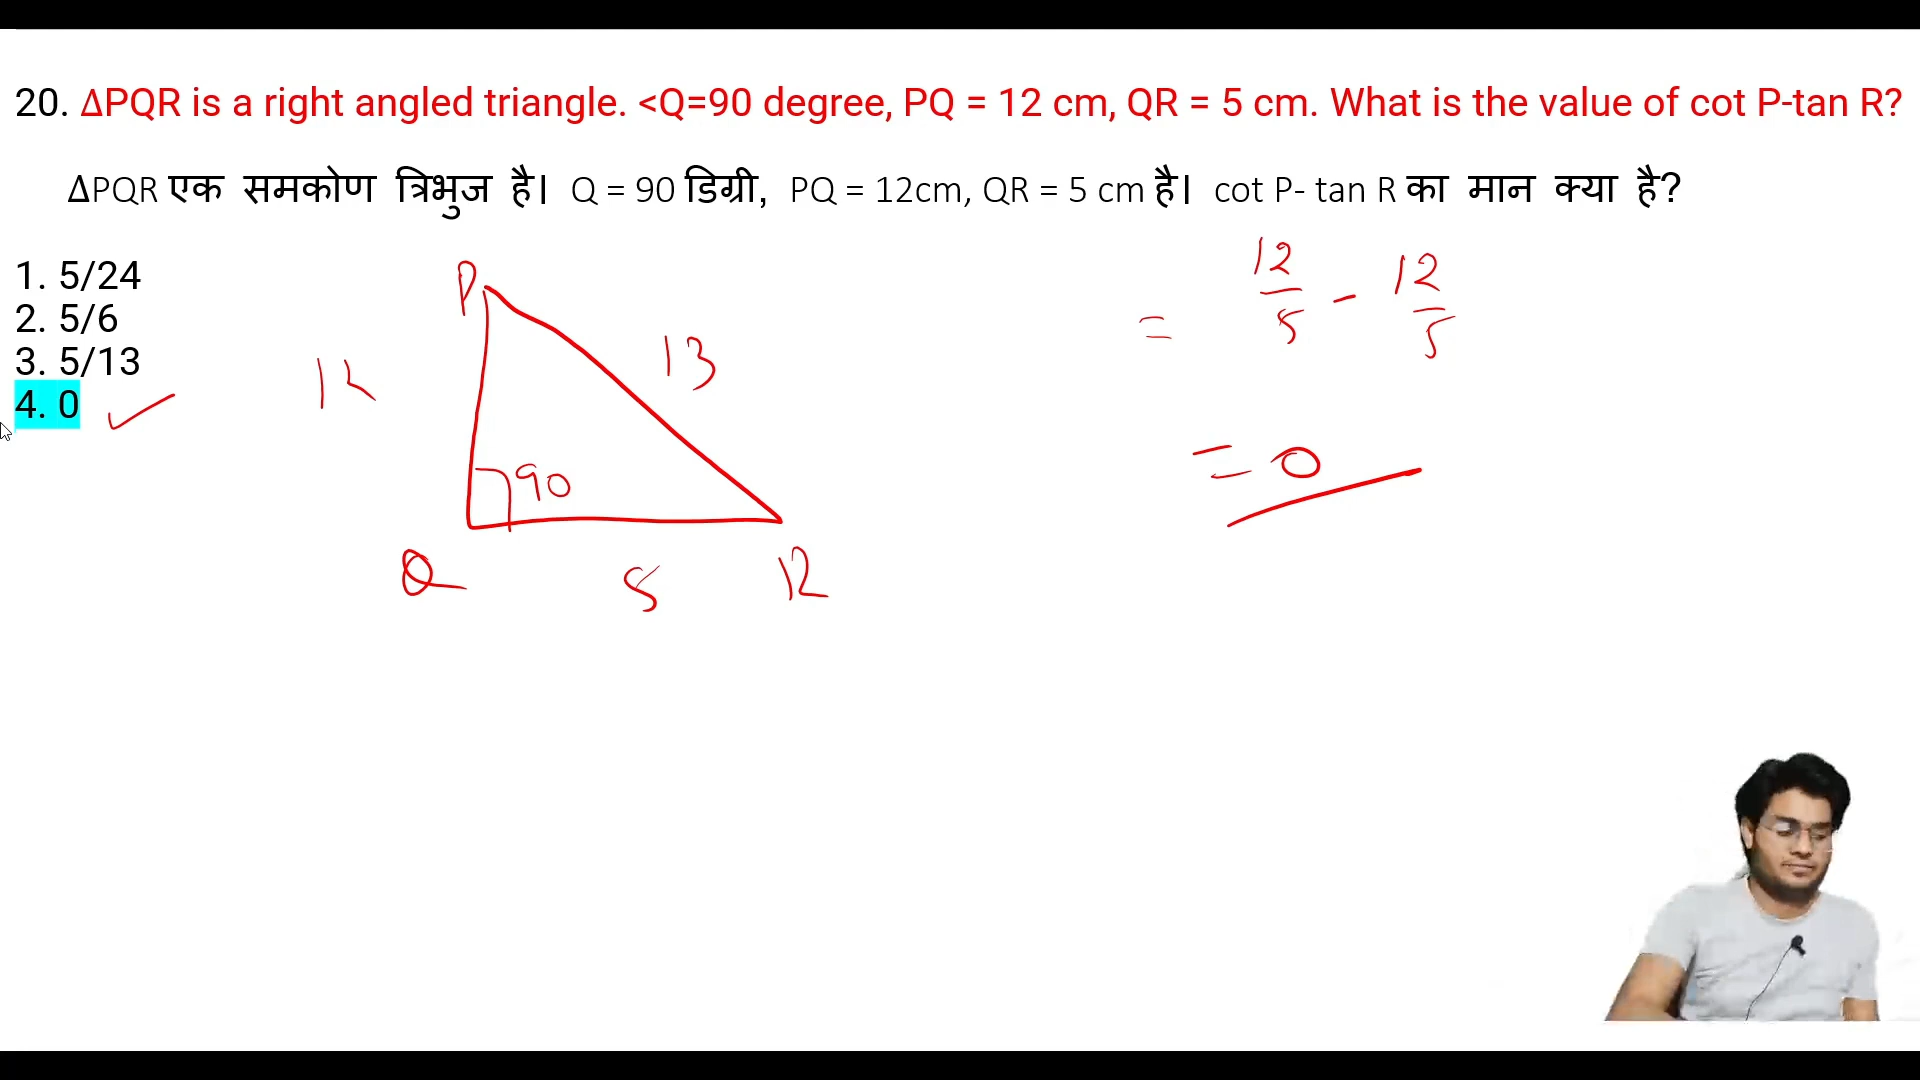 20. ΔPQR is a right angled triangle. <Q=90 degree, PQ = 12 cm, QR = 5 cm. What is the value of cot P-tan R?
ΔPQR एक समकोण त्रिभुज है। Q = 90 डिग्री, PQ = 12cm, QR = 5 cm है। cot P- tan R का मान क्या है?
1. 5/24
2. 5/6
3. 5/13
4. 0
P
13
12
90
Q
5
R
= 12/5 - 12/5
= 0